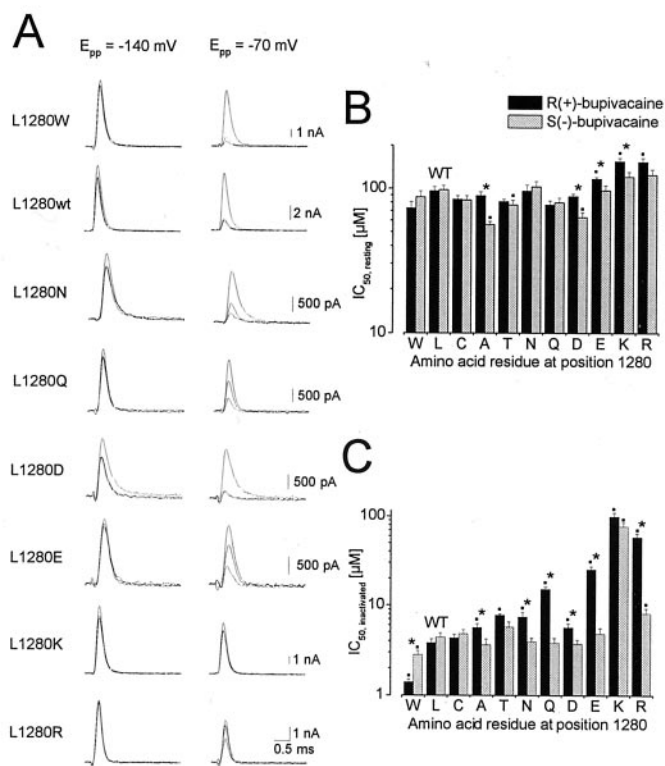 A
E_pp = -140 mV
E_pp = -70 mV
L1280W
1 nA
L1280wt
2 nA
L1280N
500 pA
L1280Q
500 pA
L1280D
500 pA
L1280E
500 pA
L1280K
1 nA
L1280R
1 nA
0.5 ms
B
R(+)-bupivacaine
S(-)-bupivacaine
IC50, resting [µM]
100
10
WT
* * * *
W L C A T N Q D E K R
Amino acid residue at position 1280
C
IC50, inactivated [µM]
100
10
1
WT
* * * * * * *
W L C A T N Q D E K R
Amino acid residue at position 1280